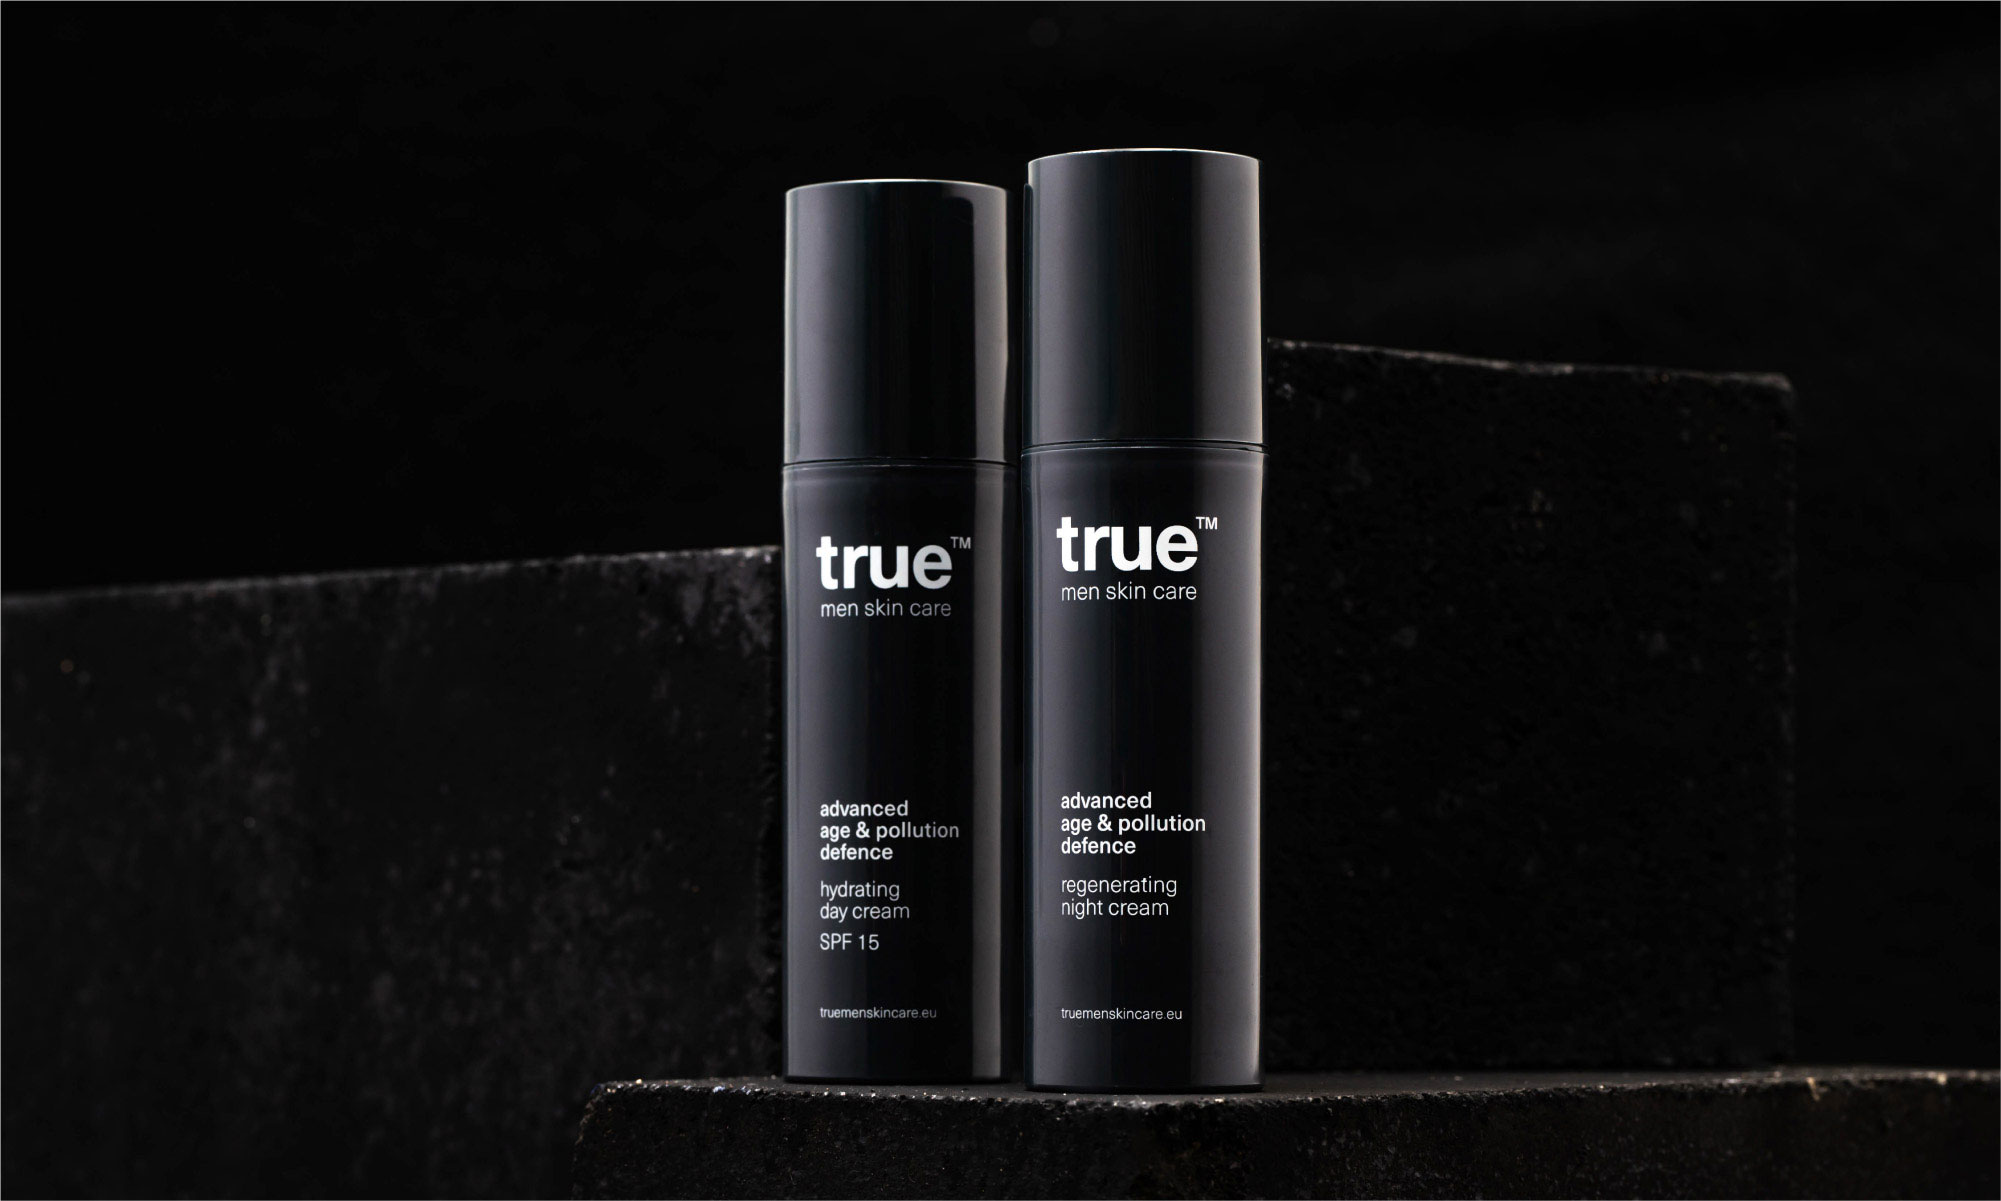 true™
men skin care
advanced
age & pollution
defence
hydrating
day cream
SPF 15
truemenskincare.eu
true™
men skin care
advanced
age & pollution
defence
regenerating
night cream
truemenskincare.eu